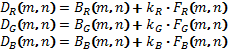 D_R(m,n) = B_R(m,n) + k_R · F_R(m,n)
D_G(m,n) = B_G(m,n) + k_G · F_G(m,n)
D_B(m,n) = B_B(m,n) + k_B · F_B(m,n)